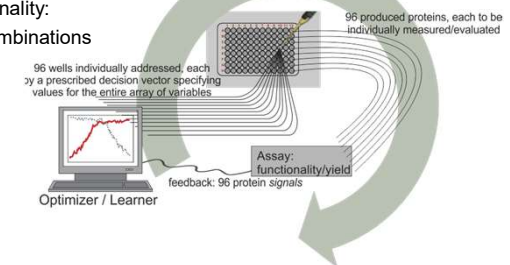 nality:
mbinations
96 produced proteins, each to be
individually measured/evaluated
96 wells individually addressed, each
by a prescribed decision vector specifying
values for the entire array of variables
Assay:
functionality/yield
feedback: 96 protein signals
Optimizer / Learner